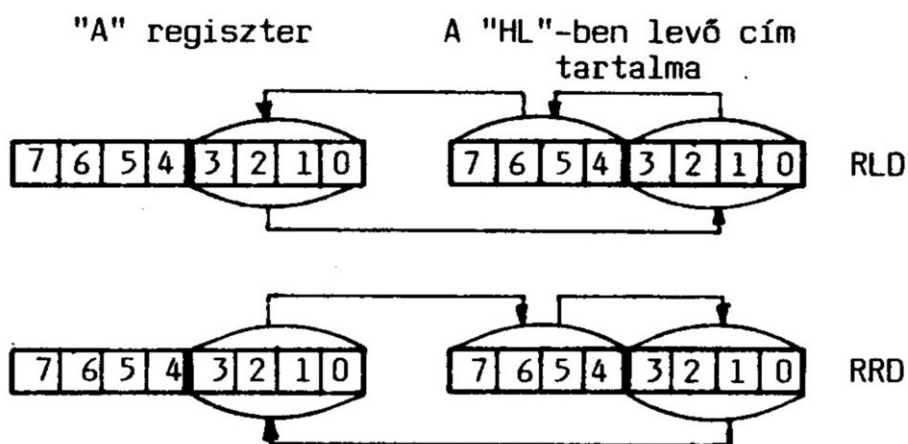 "A" regiszter
A "HL"-ben levő cím
tartalma
7 6 5 4 3 2 1 0 7 6 5 4 3 2 1 0 RLD
7 6 5 4 3 2 1 0 7 6 5 4 3 2 1 0 RRD